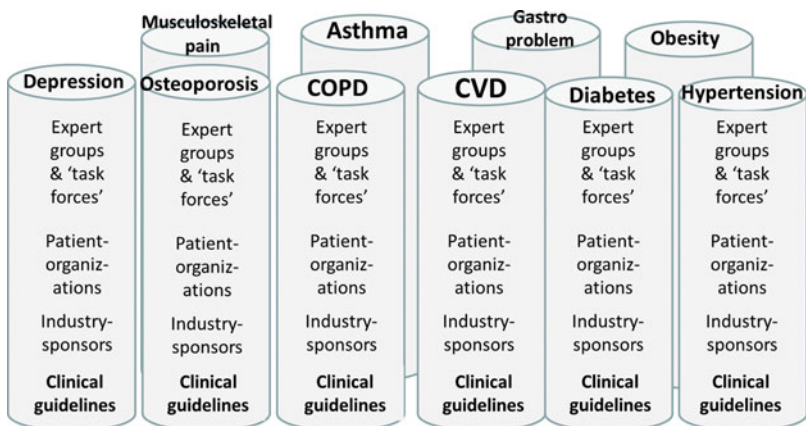 Musculoskeletal
pain
Asthma
Gastro
problem
Obesity
Depression
Osteoporosis
COPD
CVD
Diabetes
Hypertension
Expert
groups
& ‘task
forces’
Patient-
organiz-
ations
Industry-
sponsors
Clinical
guidelines
Expert
groups
& ‘task
forces’
Patient-
organiz-
ations
Industry-
sponsors
Clinical
guidelines
Expert
groups
& ‘task
forces’
Patient-
organiz-
ations
Industry-
sponsors
Clinical
guidelines
Expert
groups
& ‘task
forces’
Patient-
organiz-
ations
Industry-
sponsors
Clinical
guidelines
Expert
groups
& ‘task
forces’
Patient-
organiz-
ations
Industry-
sponsors
Clinical
guidelines
Expert
groups
& ‘task
forces’
Patient-
organiz-
ations
Industry-
sponsors
Clinical
guidelines